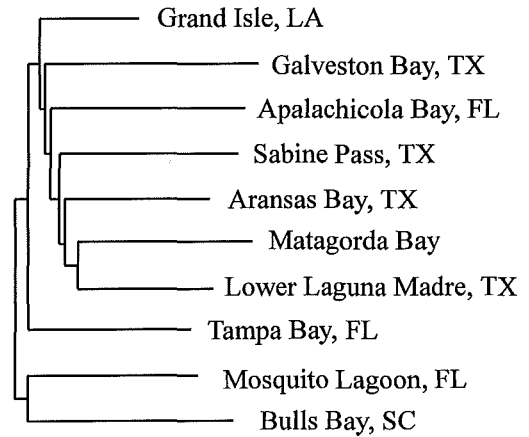 Grand Isle, LA
Galveston Bay, TX
Apalachicola Bay, FL
Sabine Pass, TX
Aransas Bay, TX
Matagorda Bay
Lower Laguna Madre, TX
Tampa Bay, FL
Mosquito Lagoon, FL
Bulls Bay, SC